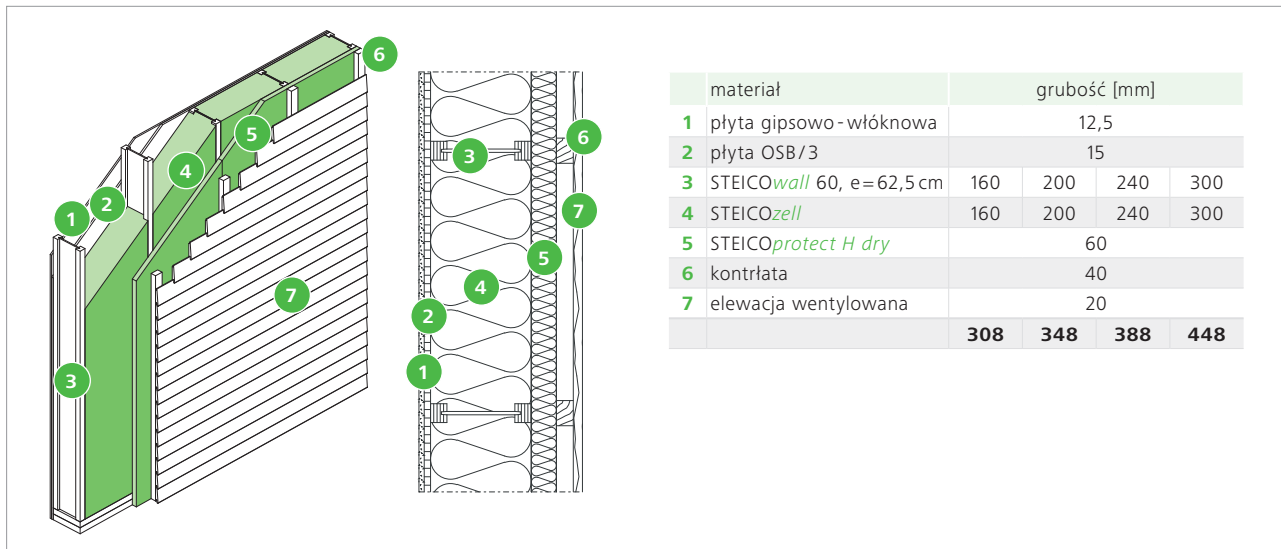 6
5
4
2
1
7
3
6
3
7
5
4
2
1
materiał grubość [mm]
1 płyta gipsowo-włóknowa 12,5
2 płyta OSB/3 15
3 STEICOwall 60, e=62,5 cm 160 200 240 300
4 STEICOzell 160 200 240 300
5 STEICOprotect H dry 60
6 kontrłata 40
7 elewacja wentylowana 20
308 348 388 448